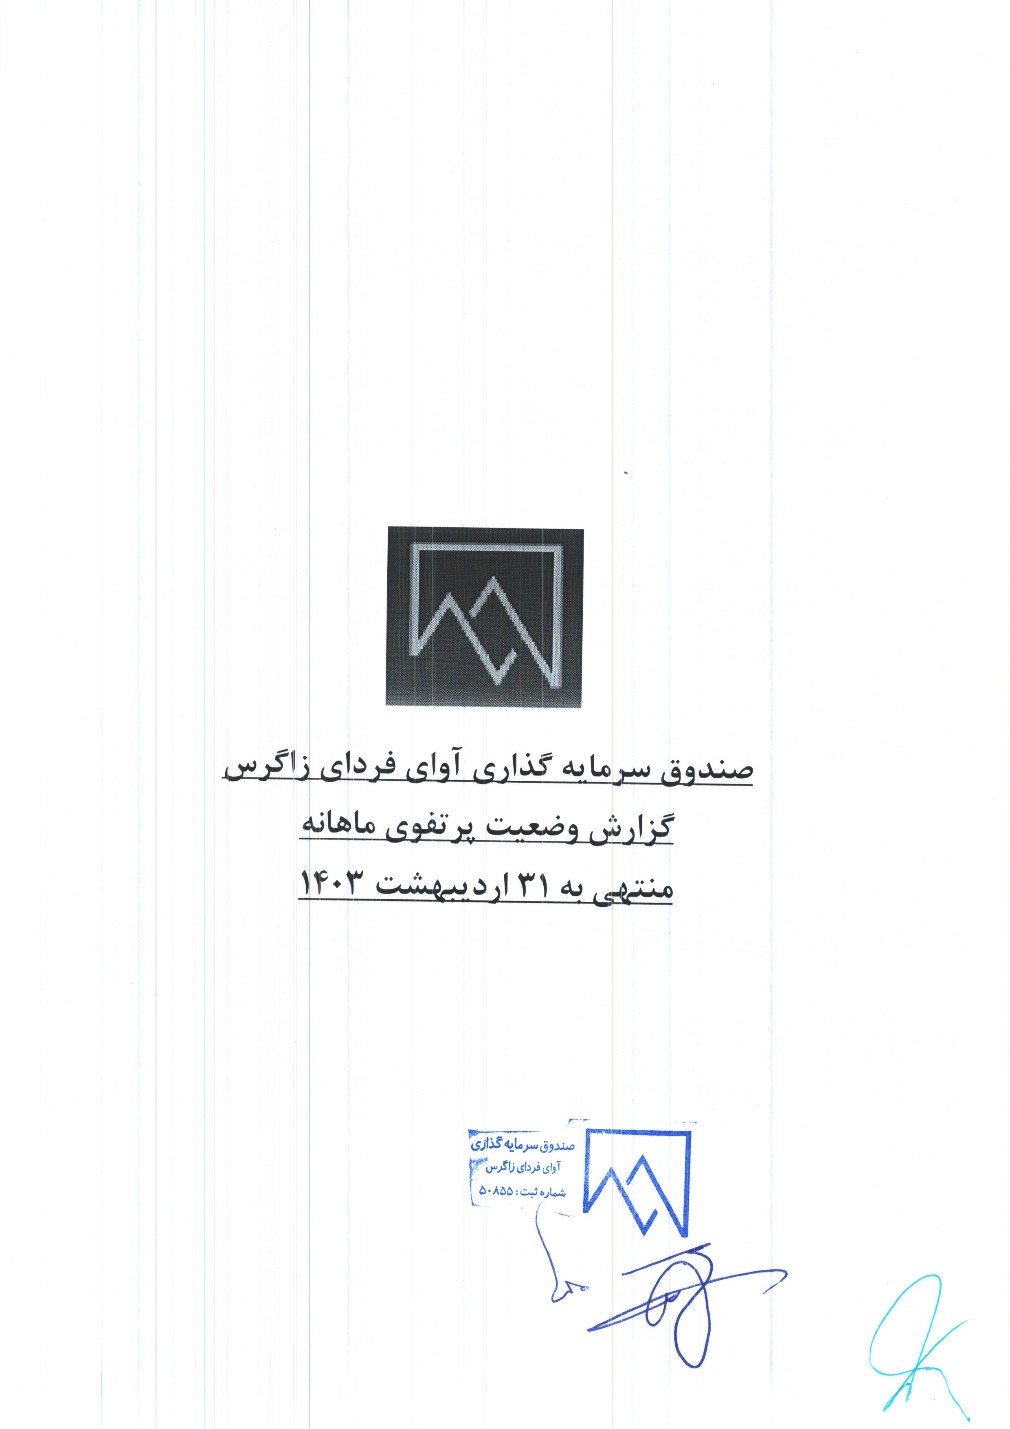 صندوق سرمایه گذاری آوای فردای زاگرس
گزارش وضعیت پرتفوی ماهانه
منتهی به ۳۱ اردیبهشت ۱۴۰۳
صندوق سرمایه گذاری
آوای فردای زاگرس
شماره ثبت: ۵۰۸۵۵